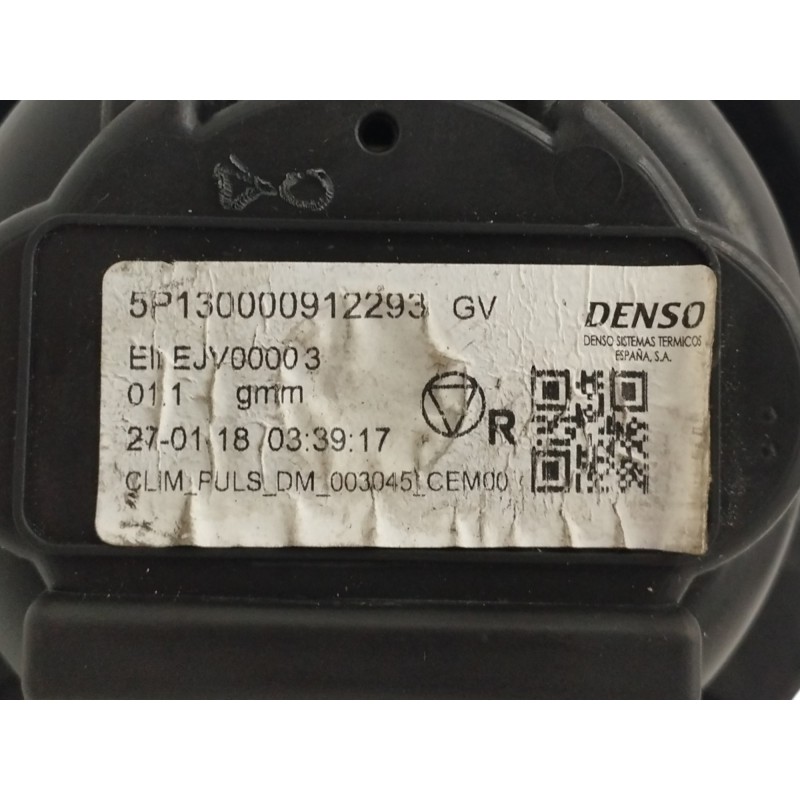 5P130000912293 GV
DENSO
DENSO SISTEMAS TERMICOS
ESPAÑA, S.A.
EJV00003
01.1 gmm
27-01-18 03:39:17
R
CLIM_PULS_DM_003045_CEM00